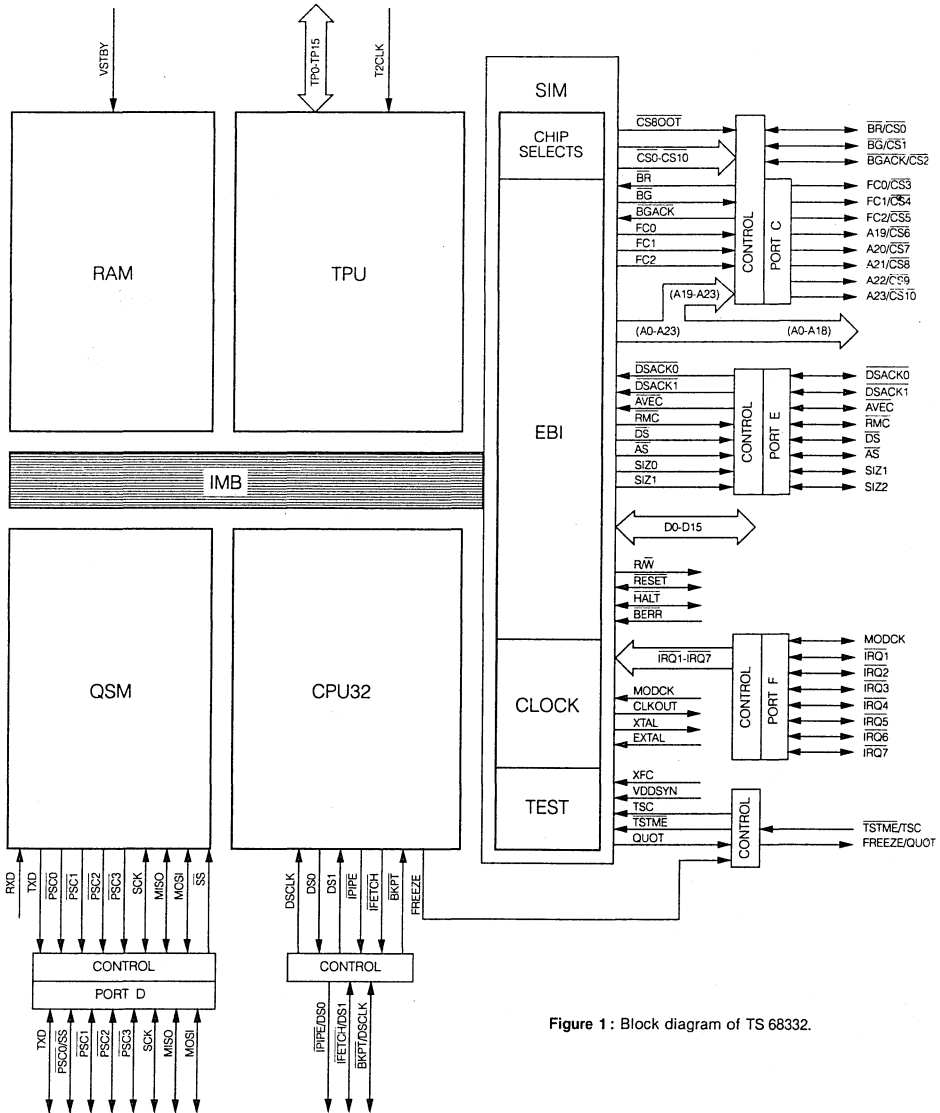 VSTBY
TP0-TP15
T2CLK
RAM
TPU
IMB
QSM
CPU32
SIM
CHIP
SELECTS
EBI
CLOCK
TEST
CS8OOT
CS0-CS10
BR
BG
BGACK
FC0
FC1
FC2
(A19-A23)
(A0-A23)
(A0-A18)
CONTROL
PORT C
BR/CS0
BG/CS1
BGACK/CS2
FC0/CS3
FC1/CS4
FC2/CS5
A19/CS6
A20/CS7
A21/CS8
A22/CS9
A23/CS10
DSACK0
DSACK1
AVEC
RMC
DS
AS
SIZ0
SIZ1
CONTROL
PORT E
DSACK0
DSACK1
AVEC
RMC
DS
AS
SIZ1
SIZ2
D0-D15
R/W
RESET
HALT
BERR
IRQ1-IRQ7
MODCK
CLKOUT
XTAL
EXTAL
CONTROL
PORT F
MODCK
IRQ1
IRQ2
IRQ3
IRQ4
IRQ5
IRQ6
IRQ7
XFC
VDDSYN
TSC
TSTME
QUOT
CONTROL
TSTME/TSC
FREEZE/QUOT
RXD
TXD
PSC0
PSC1
PSC2
PSC3
SCK
MISO
MOSI
SS
CONTROL
PORT D
TXD
PSC0/SS
PSC1
PSC2
PSC3
SCK
MISO
MOSI
DSCLK
DS0
DS1
IPIPE
IFETCH
BKPT
FREEZE
CONTROL
IPIPE/DS0
IFETCH/DS1
BKPT/DSCLK
Figure 1 : Block diagram of TS 68332.